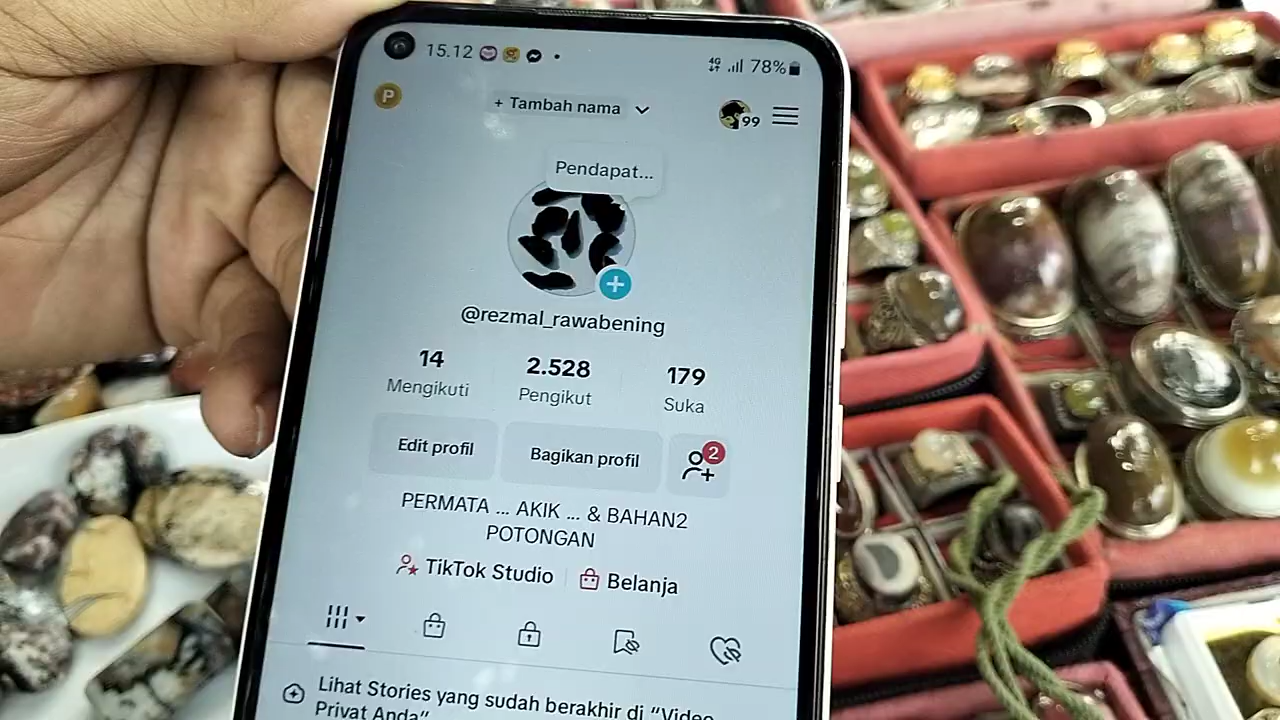 15.12
4G
78%
P
+ Tambah nama
99
Pendapat...
@rezmal_rawabening
14
Mengikuti
2.528
Pengikut
179
Suka
Edit profil
Bagikan profil
2
PERMATA ... AKIK ... & BAHAN2
POTONGAN
TikTok Studio
Belanja
Lihat Stories yang sudah berakhir di “Video
Privat Anda”